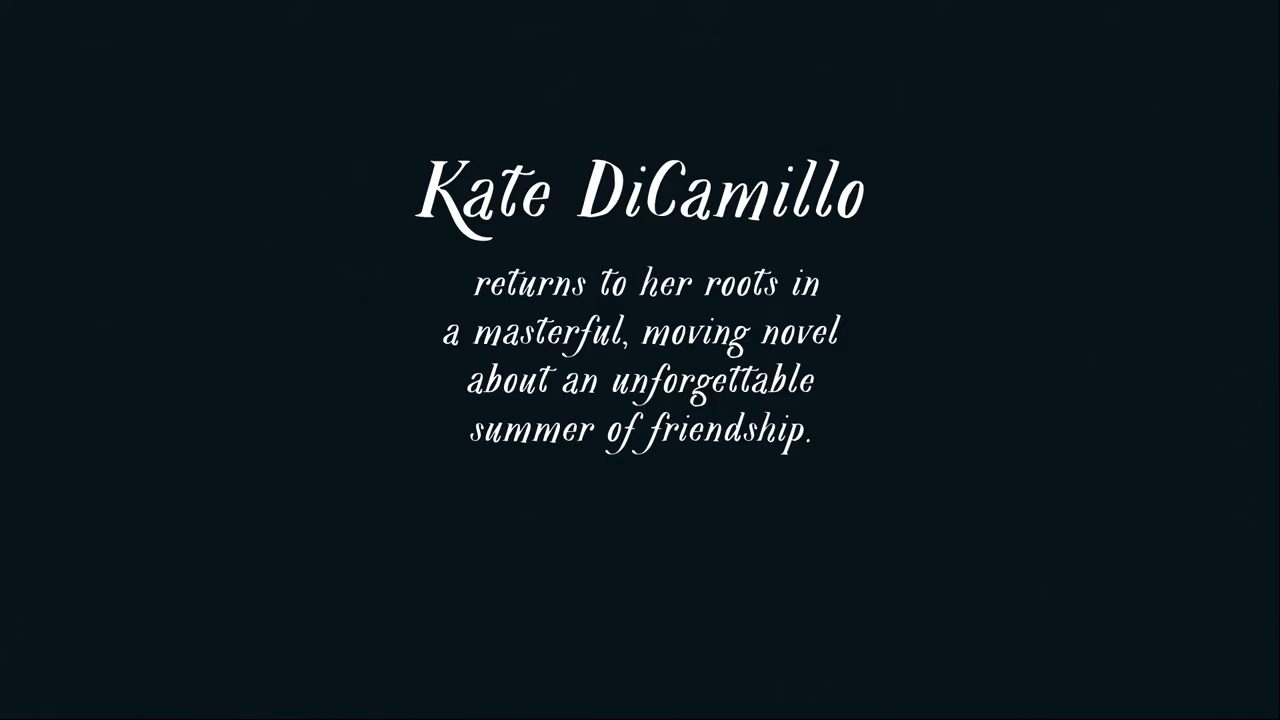 Kate DiCamillo
returns to her roots in
a masterful, moving novel
about an unforgettable
summer of friendship.